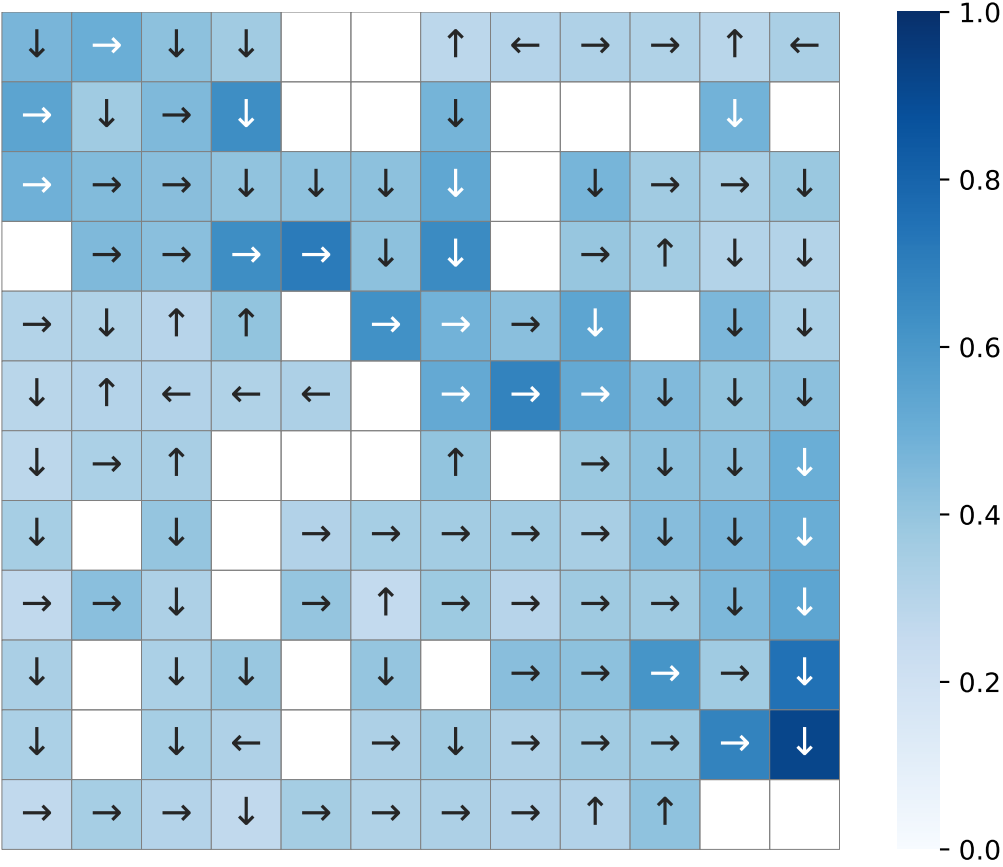 ↓ → ↓ ↓ ↑ ← → → ↑ ← 1.0
→ ↓ → ↓ ↓ ↓
→ → → ↓ ↓ ↓ ↓ ↓ → → ↓ 0.8
→ → → → ↓ ↓ → ↑ ↓ ↓
→ ↓ ↑ ↑ → → → ↓ ↓ ↓ 0.6
↓ ↑ ← ← ← → → → ↓ ↓ ↓
↓ → ↑ ↑ → ↓ ↓ ↓
↓ ↓ → → → → → ↓ ↓ ↓ 0.4
→ → ↓ → ↑ → → → → ↓ ↓
↓ ↓ ↓ ↓ → → → → ↓ 0.2
↓ ↓ ← → ↓ → → → → ↓
→ → → ↓ → → → → ↑ ↑ 0.0